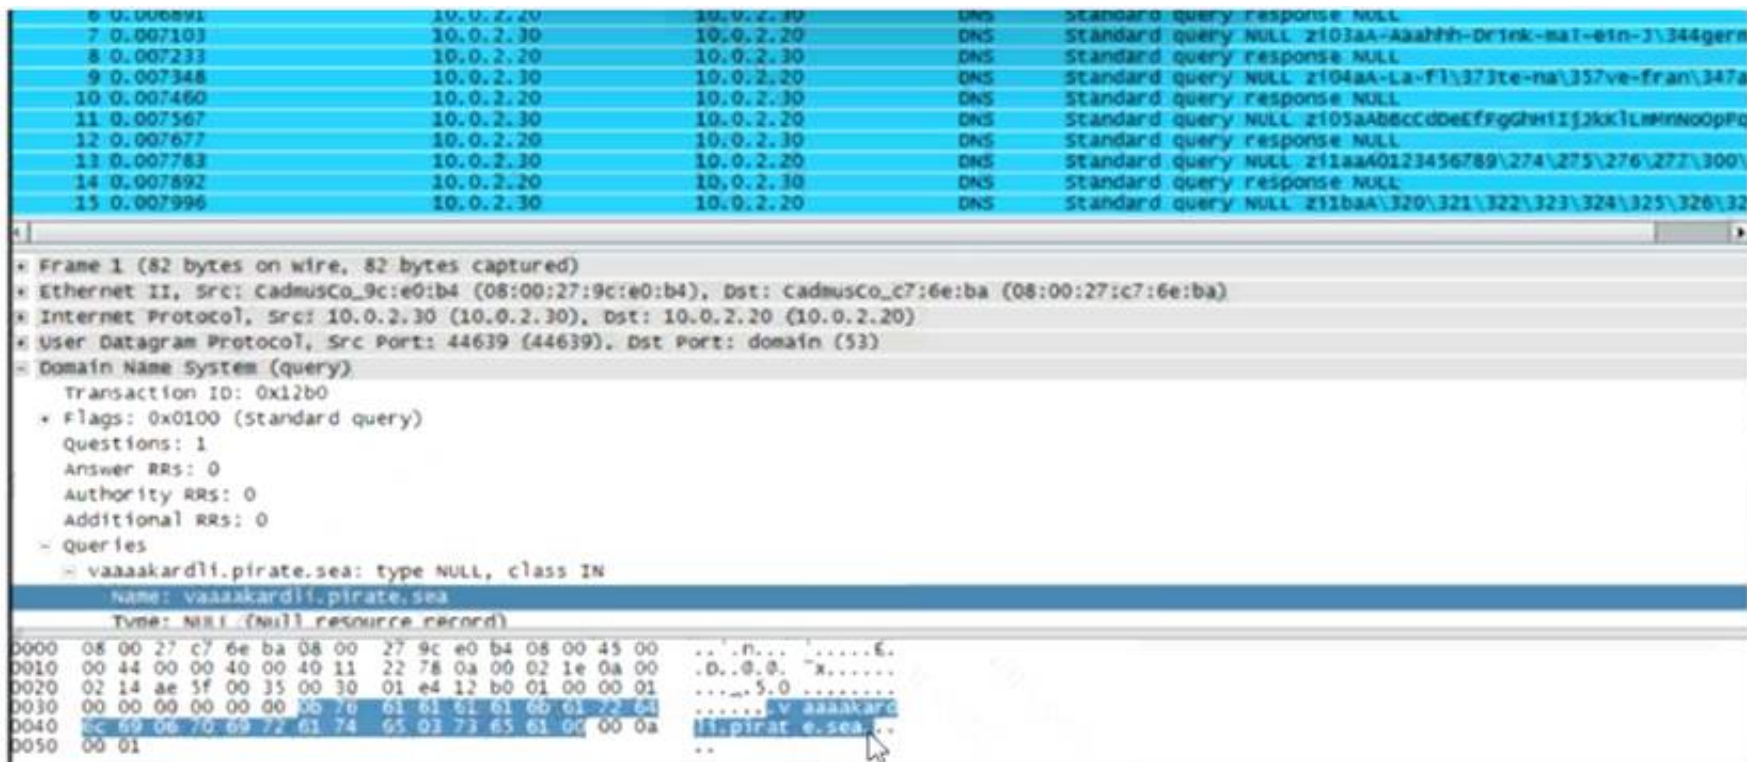 6 0.006891 10.0.2.20 10.0.2.30 DNS Standard query response NULL
7 0.007103 10.0.2.30 10.0.2.20 DNS Standard query NULL zi03aA-Aaahhh-Drink-mal-ein-J\344germ
8 0.007233 10.0.2.20 10.0.2.30 DNS Standard query response NULL
9 0.007348 10.0.2.30 10.0.2.20 DNS Standard query NULL zi04aA-La-fl\373te-na\357ve-fran\347a
10 0.007460 10.0.2.20 10.0.2.30 DNS Standard query response NULL
11 0.007567 10.0.2.30 10.0.2.20 DNS Standard query NULL zi05aAbBcCdDeEfFgGhHiIjJkKlLmMnNoOpPq
12 0.007677 10.0.2.20 10.0.2.30 DNS Standard query response NULL
13 0.007783 10.0.2.30 10.0.2.20 DNS Standard query NULL zi1aaA0123456789\274\275\276\277\300\
14 0.007892 10.0.2.20 10.0.2.30 DNS Standard query response NULL
15 0.007996 10.0.2.30 10.0.2.20 DNS Standard query NULL zi1baA\320\321\322\323\324\325\326\32
+ Frame 1 (82 bytes on wire, 82 bytes captured)
+ Ethernet II, Src: CadmusCo_9c:e0:b4 (08:00:27:9c:e0:b4), Dst: CadmusCo_c7:6e:ba (08:00:27:c7:6e:ba)
+ Internet Protocol, Src: 10.0.2.30 (10.0.2.30), Dst: 10.0.2.20 (10.0.2.20)
+ User Datagram Protocol, Src Port: 44639 (44639), Dst Port: domain (53)
- Domain Name System (query)
Transaction ID: 0x12b0
+ Flags: 0x0100 (Standard query)
Questions: 1
Answer RRs: 0
Authority RRs: 0
Additional RRs: 0
- Queries
- vaaaakardli.pirate.sea: type NULL, class IN
Name: vaaaakardli.pirate.sea
Type: NULL (Null resource record)
0000 08 00 27 c7 6e ba 08 00 27 9c e0 b4 08 00 45 00 ..'.n... '.....E.
0010 00 44 00 00 40 00 40 11 22 78 0a 00 02 1e 0a 00 .D..@.@. "x......
0020 02 14 ae 5f 00 35 00 30 01 e4 12 b0 01 00 00 01 ..._.5.0 ........
0030 00 00 00 00 00 00 0b 76 61 61 61 61 6b 61 72 64 .......v aaaakard
0040 6c 69 06 70 69 72 61 74 65 03 73 65 61 00 00 0a li.pirat e.sea...
0050 00 01 ..